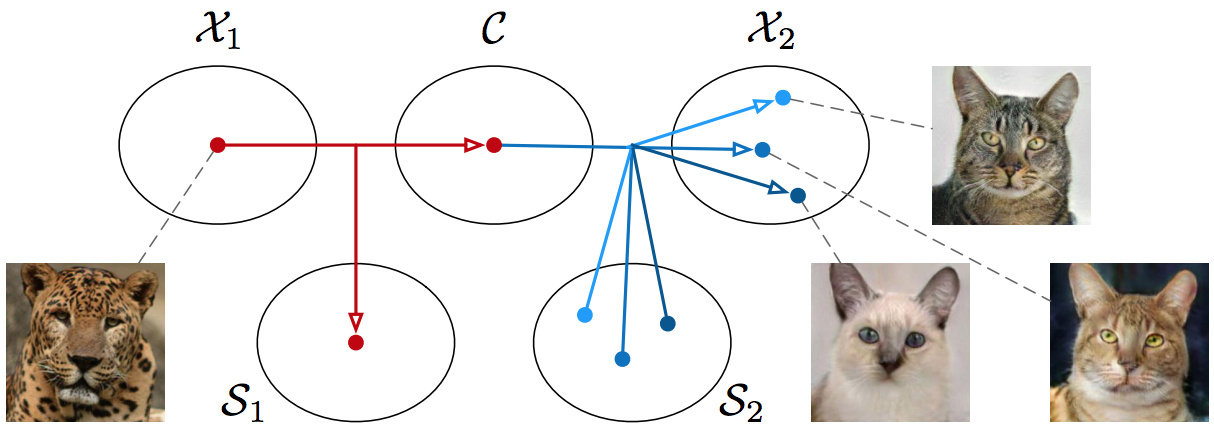 𝒳₁
𝒞
𝒳₂
𝒮₁
𝒮₂